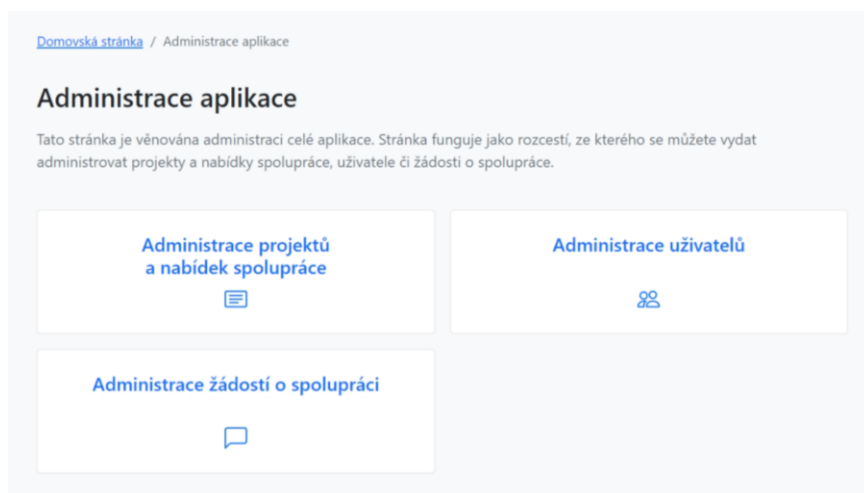 Domovská stránka / Administrace aplikace
Administrace aplikace
Tato stránka je věnována administraci celé aplikace. Stránka funguje jako rozcestí, ze kterého se můžete vydat
administrovat projekty a nabídky spolupráce, uživatele či žádosti o spolupráce.
Administrace projektů
a nabídek spolupráce
Administrace uživatelů
Administrace žádostí o spolupráci